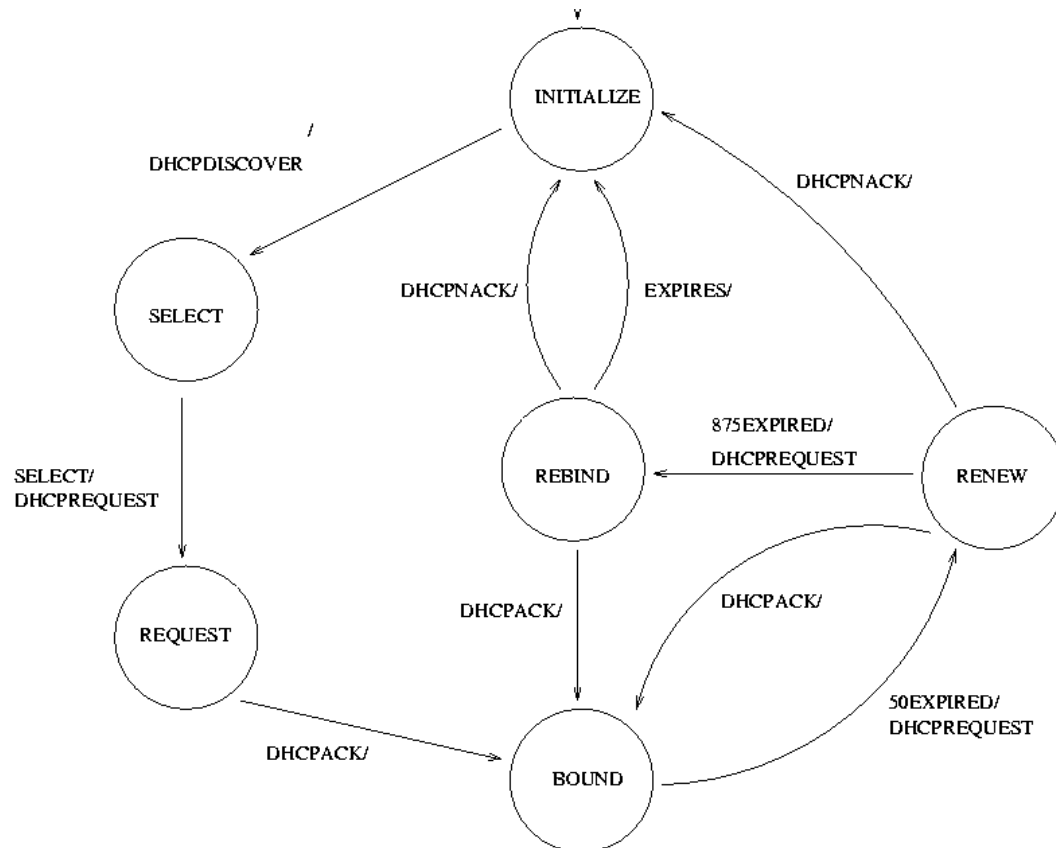 INITIALIZE
/
DHCPDISCOVER
DHCPNACK/
DHCPNACK/
EXPIRES/
SELECT
875EXPIRED/
DHCPREQUEST
REBIND
RENEW
SELECT/
DHCPREQUEST
DHCPACK/
DHCPACK/
REQUEST
50EXPIRED/
DHCPREQUEST
DHCPACK/
BOUND